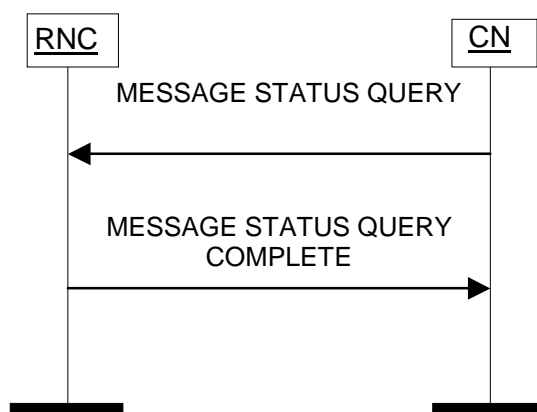 RNC
CN
MESSAGE STATUS QUERY
MESSAGE STATUS QUERY
COMPLETE